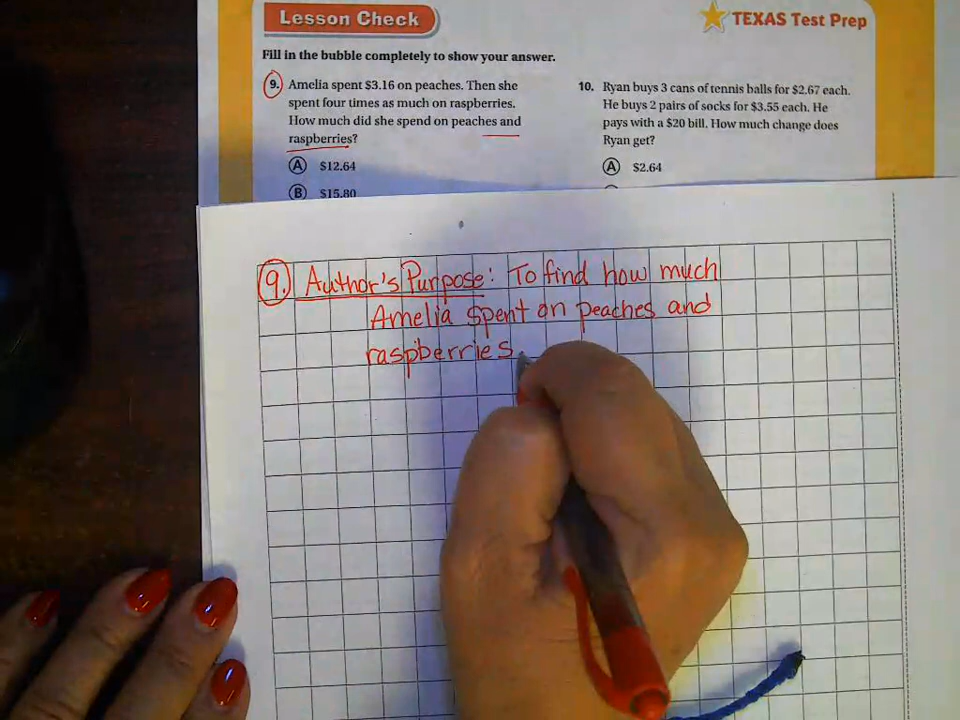 Lesson Check
TEXAS Test Prep
Fill in the bubble completely to show your answer.
9. Amelia spent $3.16 on peaches. Then she
spent four times as much on raspberries.
How much did she spend on peaches and
raspberries?
A $12.64
B $15.80
10. Ryan buys 3 cans of tennis balls for $2.67 each.
He buys 2 pairs of socks for $3.55 each. He
pays with a $20 bill. How much change does
Ryan get?
A $2.64
9. Author's Purpose: To find how much
Amelia spent on peaches and
raspberries.